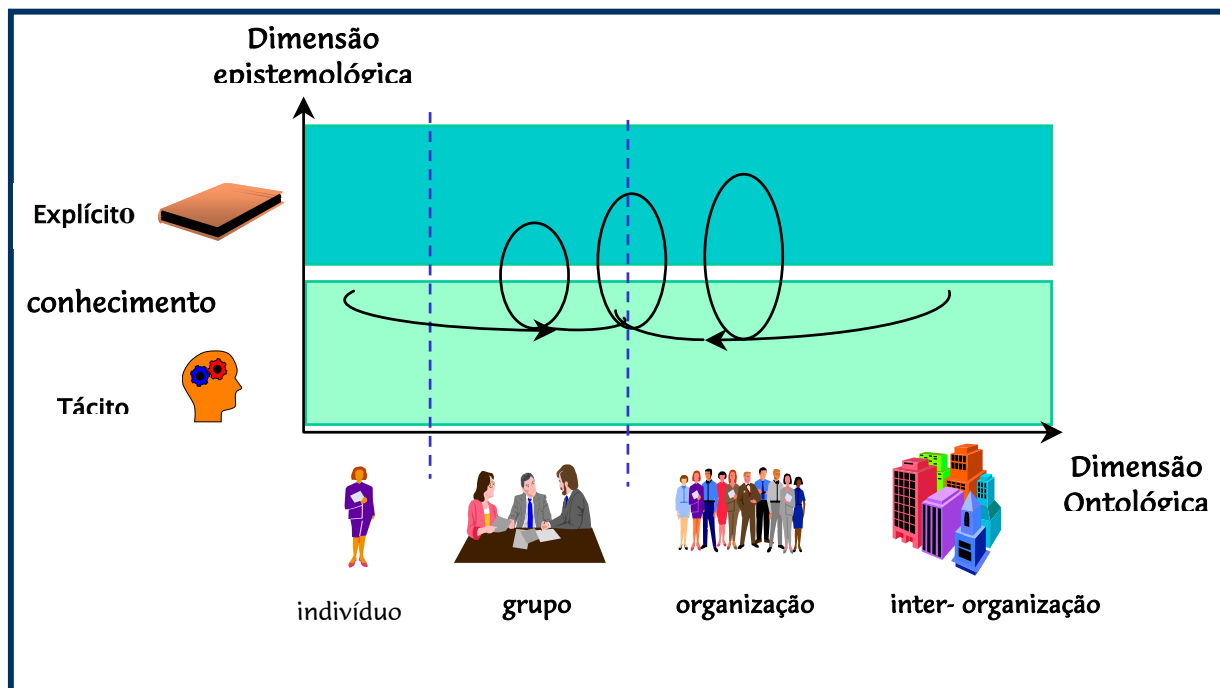 Dimensão
epistemológica
Explícito
conhecimento
Tácito
Dimensão
Ontológica
indivíduo
grupo
organização
inter- organização